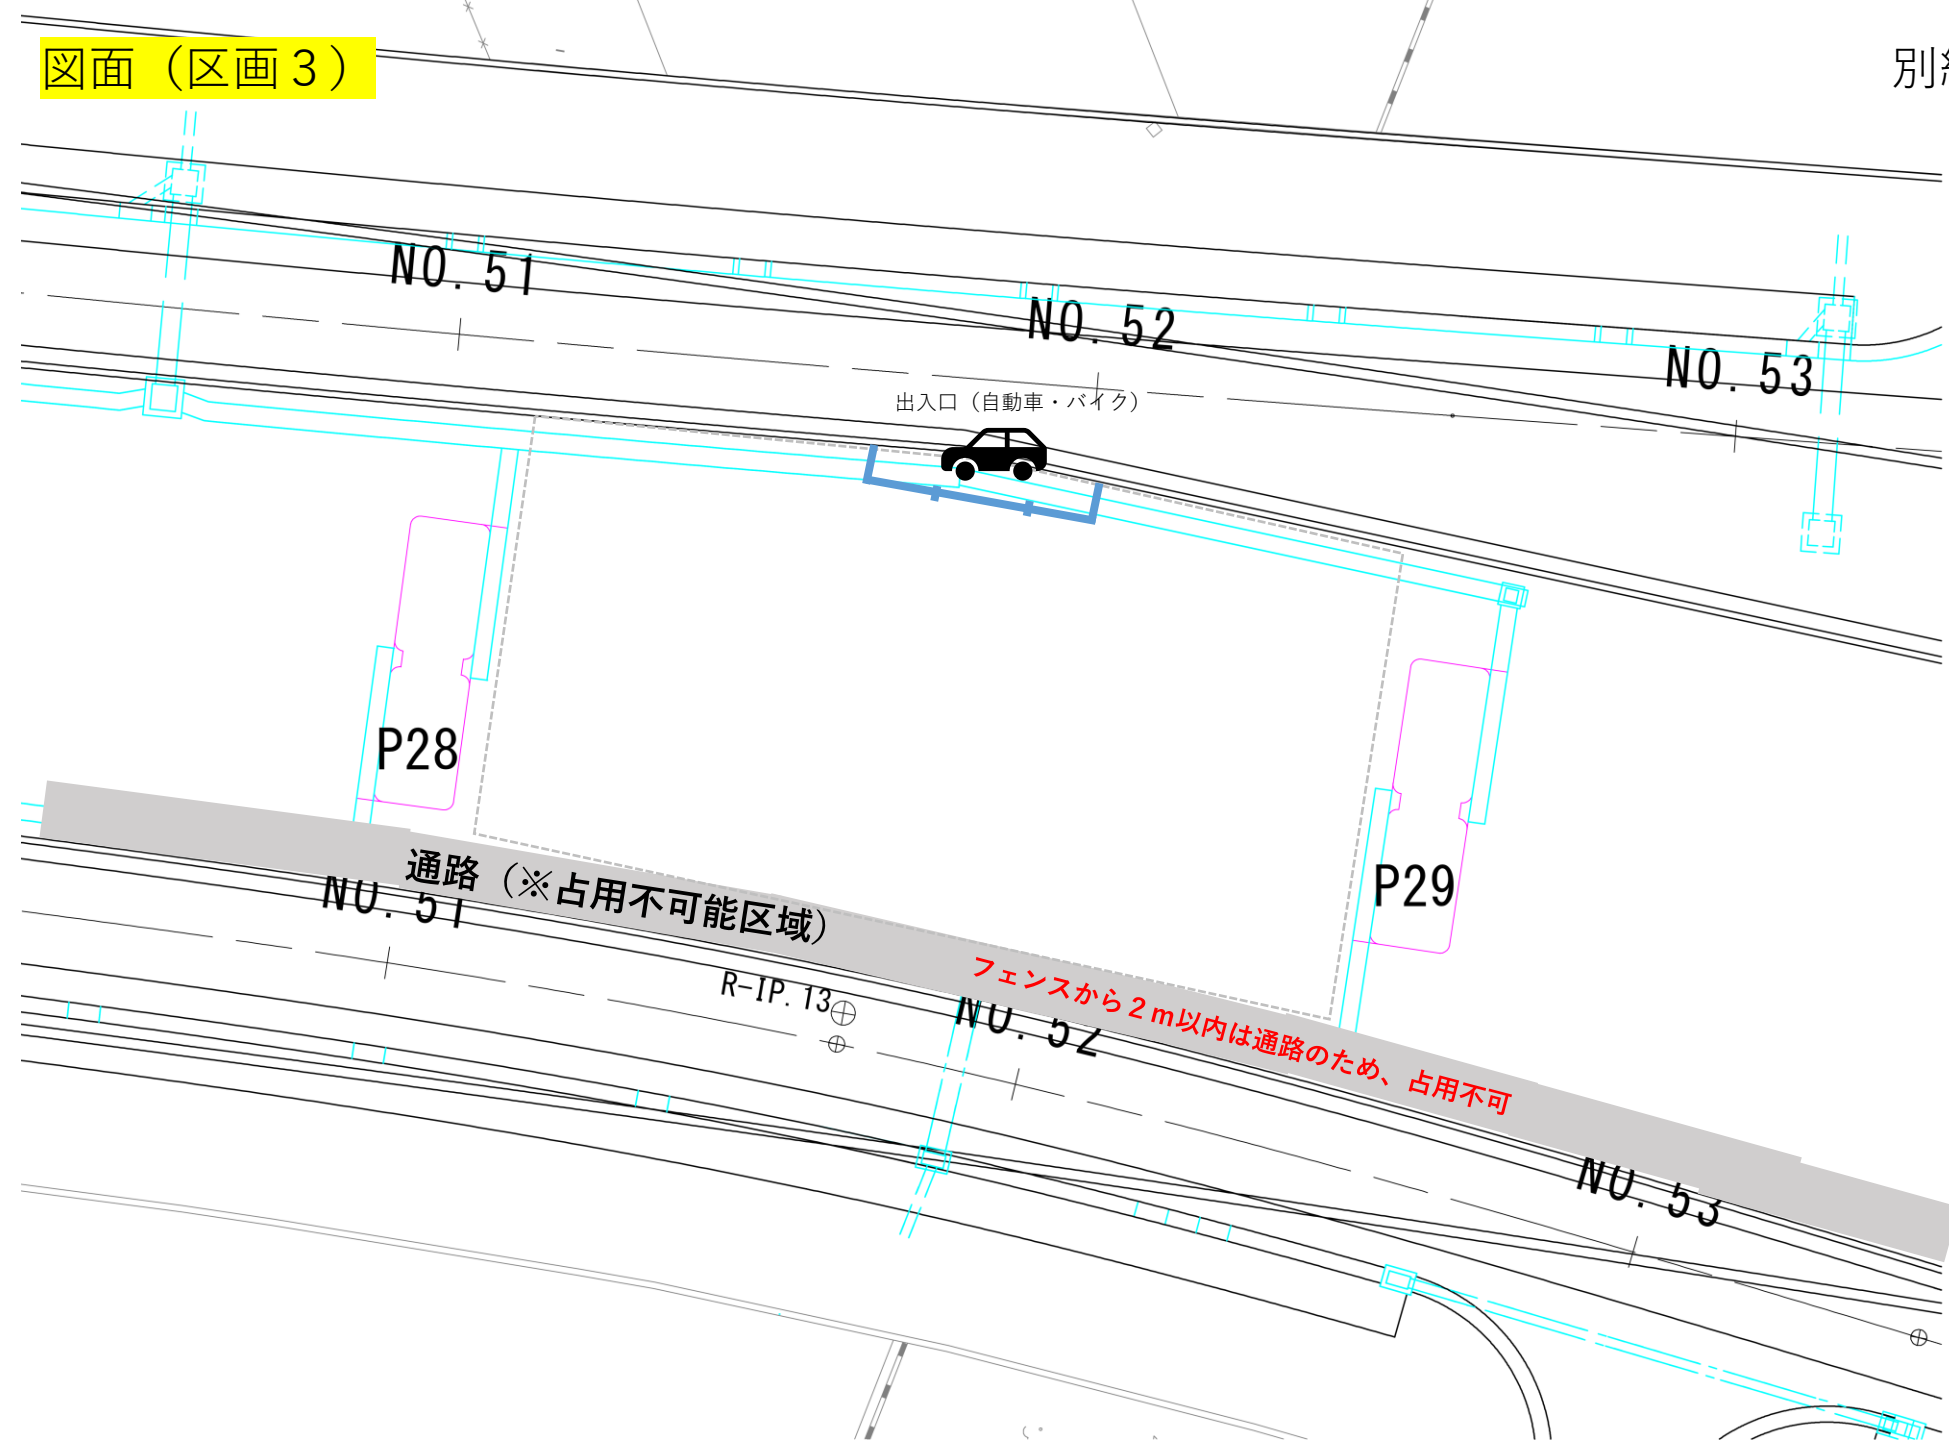 図面（区画３）
別
NO. 51
NO. 52
NO. 53
出入口（自動車・バイク）
P28
P29
通路（※占用不可能区域）
NO. 51
R-IP. 13
フェンスから２ｍ以内は通路のため、占用不可
NO. 52
NO. 53